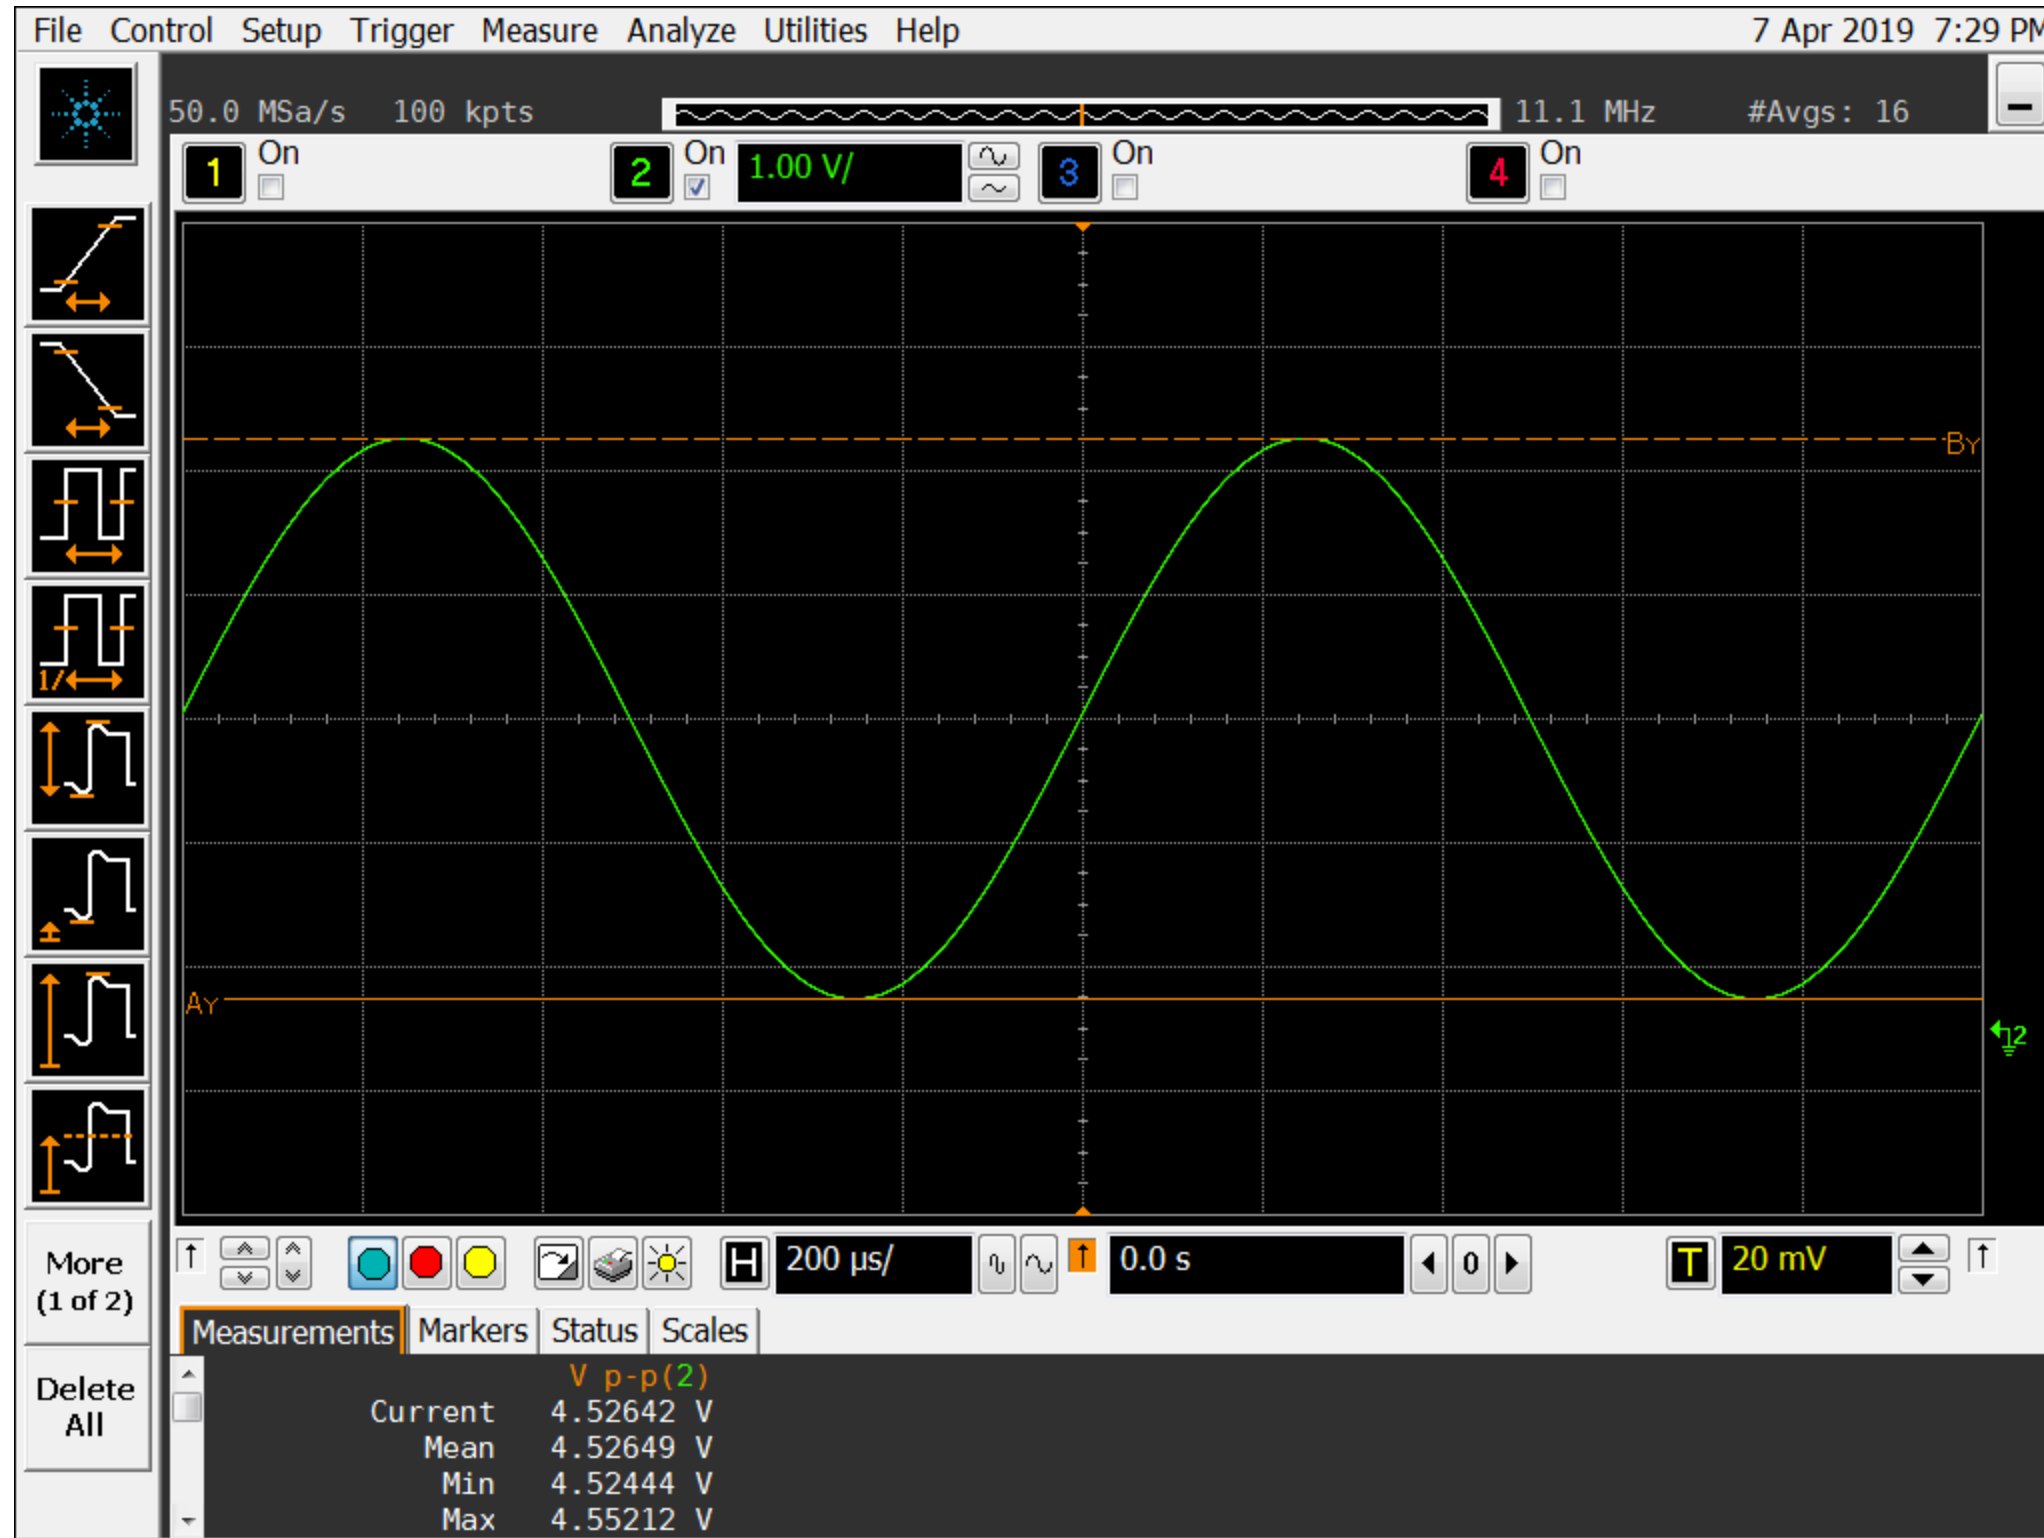 File Control Setup Trigger Measure Analyze Utilities Help 7 Apr 2019 7:29 PM
50.0 MSa/s 100 kpts 11.1 MHz #Avgs: 16
1 On 2 On 1.00 V/ 3 On 4 On
BY
1/
AY
2
More
(1 of 2)
H 200 µs/ 0.0 s 0 T 20 mV
Measurements Markers Status Scales
Delete
All
V p-p(2)
Current 4.52642 V
Mean 4.52649 V
Min 4.52444 V
Max 4.55212 V